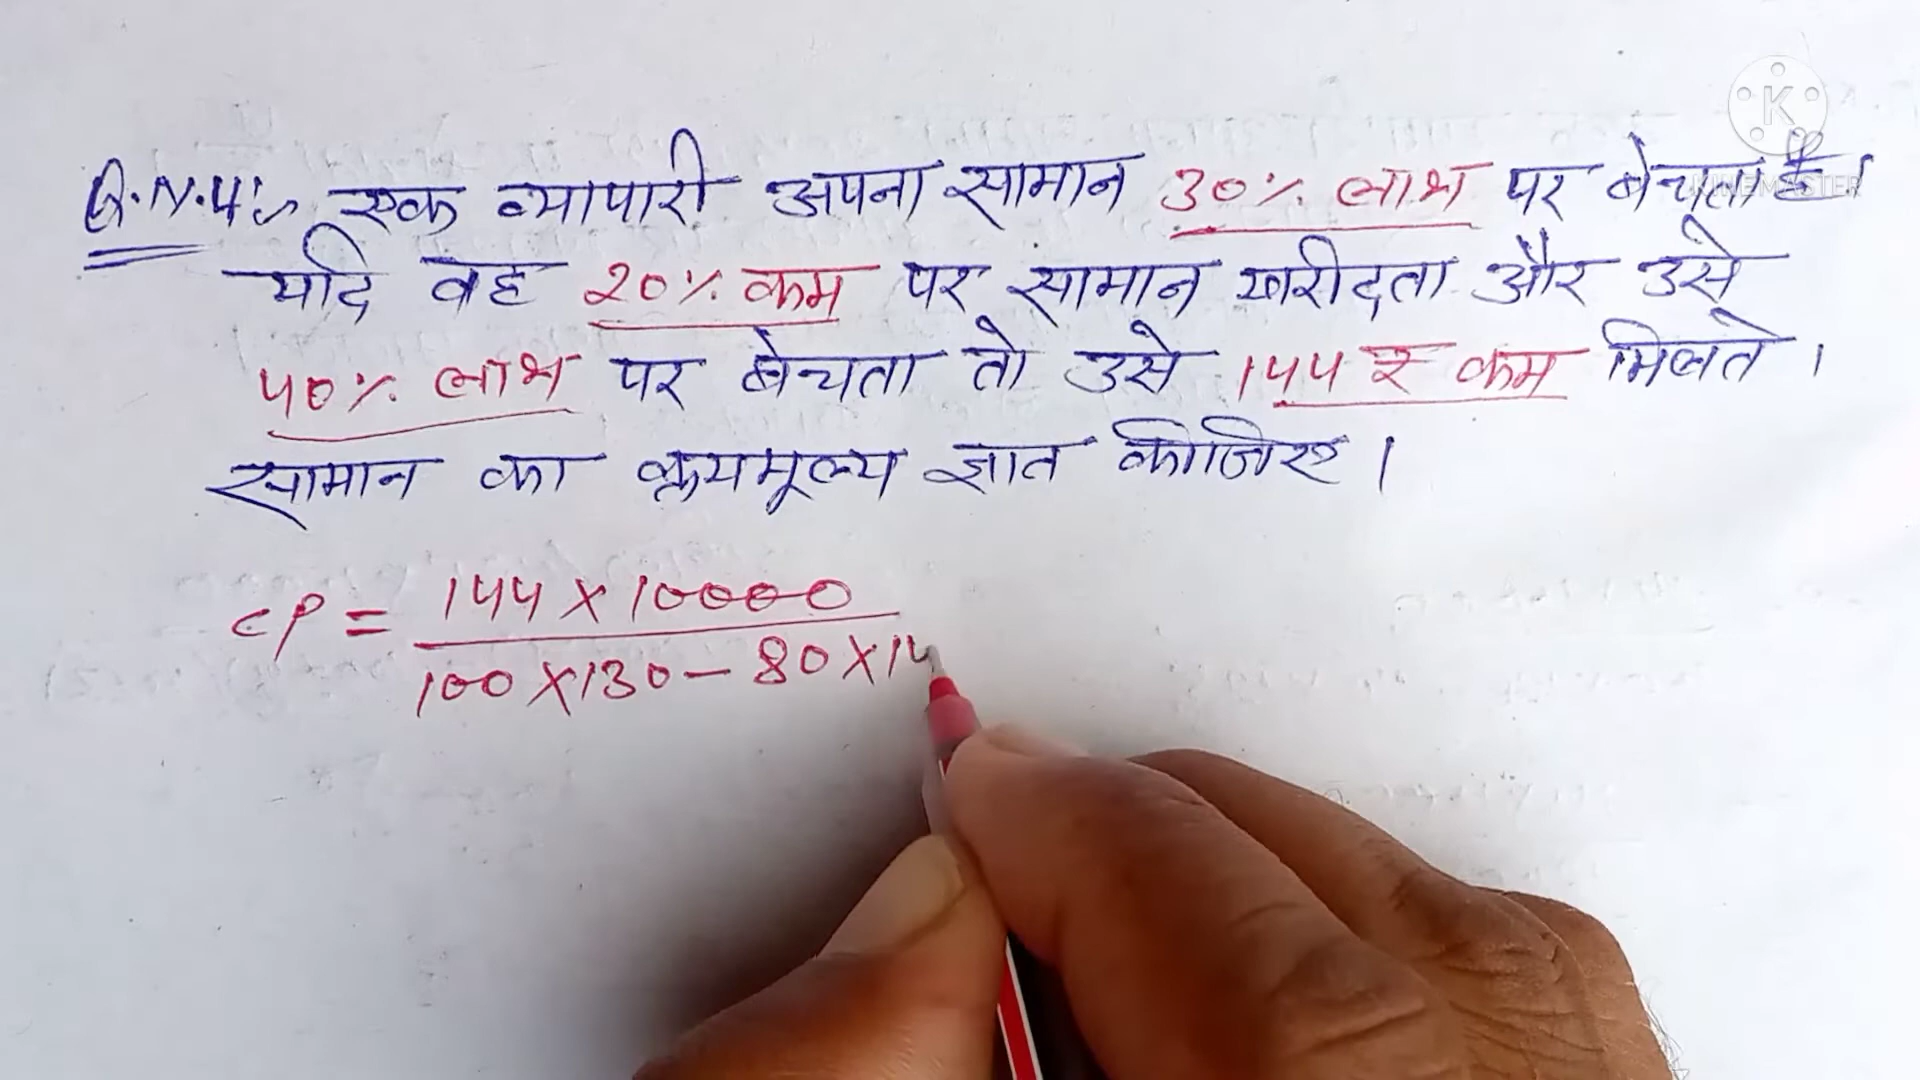 K
KINEMASTER
Q.N.4:- एक व्यापारी अपना सामान 30% लाभ पर बेचता है।
यदि वह 20% कम पर सामान खरीदता और उसे
40% लाभ पर बेचता तो उसे 144 ₹ कम मिलते ।
सामान का क्रयमूल्य ज्ञात कीजिए ।
CP = 144 × 10000
100 × 130 – 80 × 14